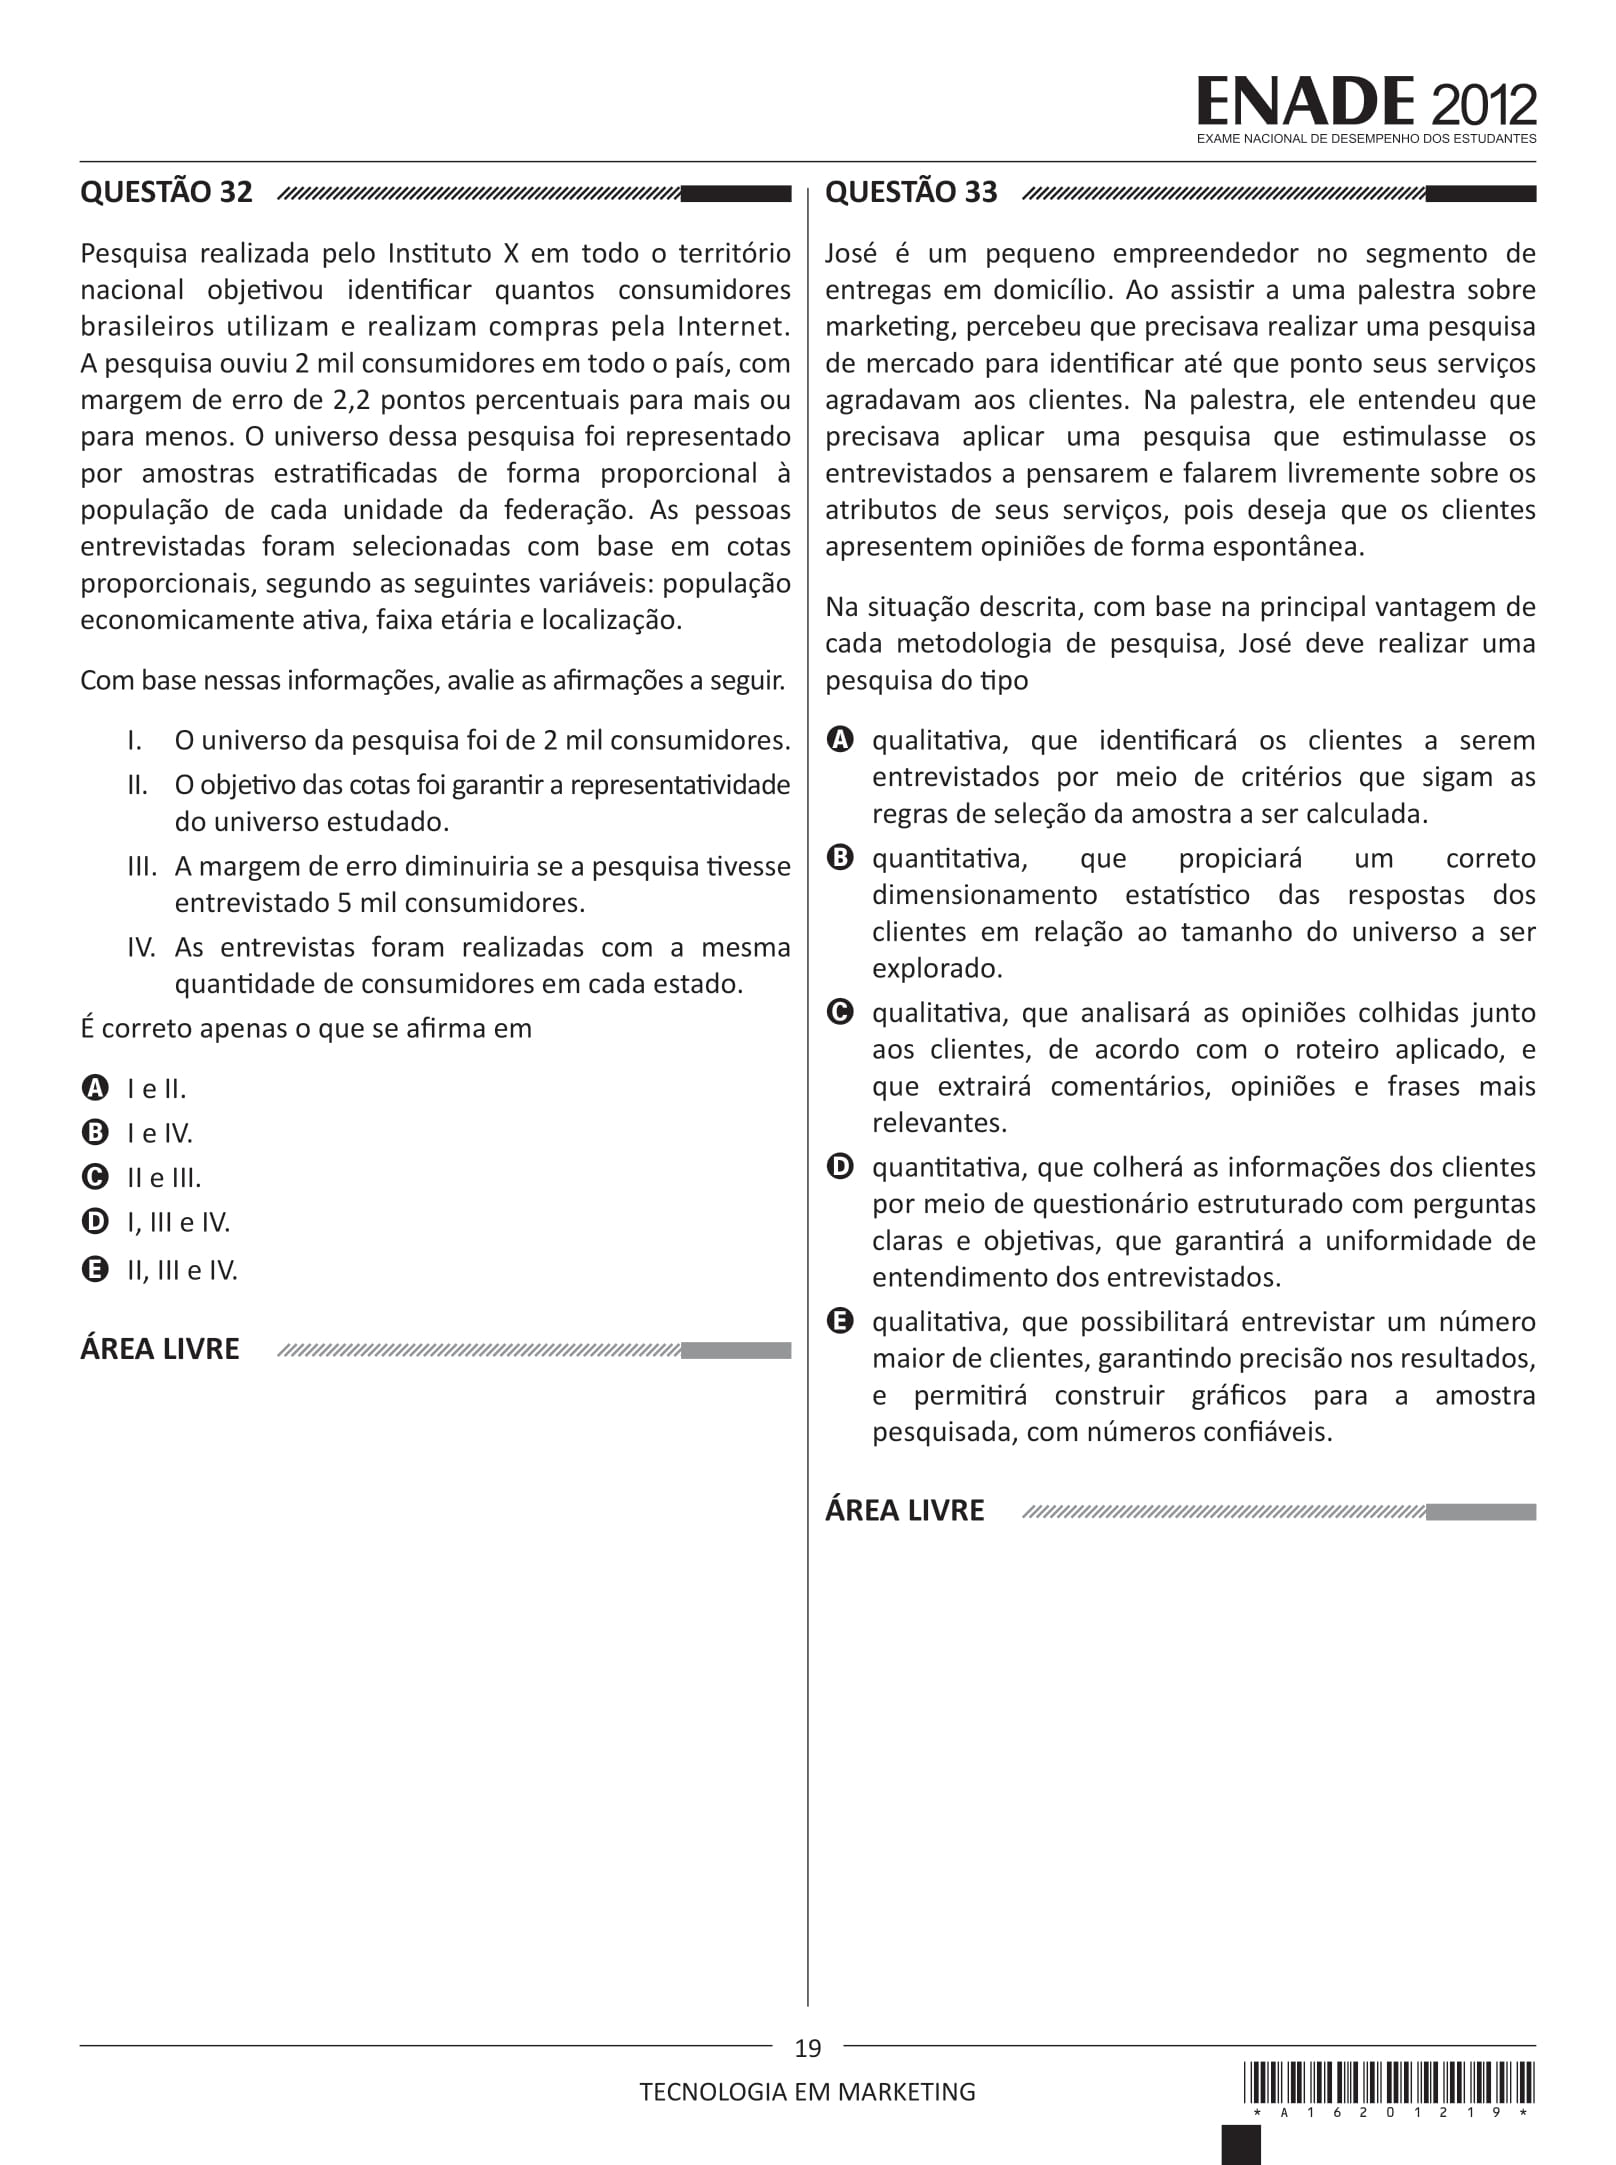 ENADE 2012
EXAME NACIONAL DE DESEMPENHO DOS ESTUDANTES
QUESTÃO 32
Pesquisa realizada pelo Instituto X em todo o território
nacional objetivou identificar quantos consumidores
brasileiros utilizam e realizam compras pela Internet.
A pesquisa ouviu 2 mil consumidores em todo o país, com
margem de erro de 2,2 pontos percentuais para mais ou
para menos. O universo dessa pesquisa foi representado
por amostras estratificadas de forma proporcional à
população de cada unidade da federação. As pessoas
entrevistadas foram selecionadas com base em cotas
proporcionais, segundo as seguintes variáveis: população
economicamente ativa, faixa etária e localização.
Com base nessas informações, avalie as afirmações a seguir.
I. O universo da pesquisa foi de 2 mil consumidores.
II. O objetivo das cotas foi garantir a representatividade
do universo estudado.
III. A margem de erro diminuiria se a pesquisa tivesse
entrevistado 5 mil consumidores.
IV. As entrevistas foram realizadas com a mesma
quantidade de consumidores em cada estado.
É correto apenas o que se afirma em
A I e II.
B I e IV.
C II e III.
D I, III e IV.
E II, III e IV.
ÁREA LIVRE
QUESTÃO 33
José é um pequeno empreendedor no segmento de
entregas em domicílio. Ao assistir a uma palestra sobre
marketing, percebeu que precisava realizar uma pesquisa
de mercado para identificar até que ponto seus serviços
agradavam aos clientes. Na palestra, ele entendeu que
precisava aplicar uma pesquisa que estimulasse os
entrevistados a pensarem e falarem livremente sobre os
atributos de seus serviços, pois deseja que os clientes
apresentem opiniões de forma espontânea.
Na situação descrita, com base na principal vantagem de
cada metodologia de pesquisa, José deve realizar uma
pesquisa do tipo
A qualitativa, que identificará os clientes a serem
entrevistados por meio de critérios que sigam as
regras de seleção da amostra a ser calculada.
B quantitativa, que propiciará um correto
dimensionamento estatístico das respostas dos
clientes em relação ao tamanho do universo a ser
explorado.
C qualitativa, que analisará as opiniões colhidas junto
aos clientes, de acordo com o roteiro aplicado, e
que extrairá comentários, opiniões e frases mais
relevantes.
D quantitativa, que colherá as informações dos clientes
por meio de questionário estruturado com perguntas
claras e objetivas, que garantirá a uniformidade de
entendimento dos entrevistados.
E qualitativa, que possibilitará entrevistar um número
maior de clientes, garantindo precisão nos resultados,
e permitirá construir gráficos para a amostra
pesquisada, com números confiáveis.
ÁREA LIVRE
19
TECNOLOGIA EM MARKETING
* A 1 6 2 0 1 2 1 9 *